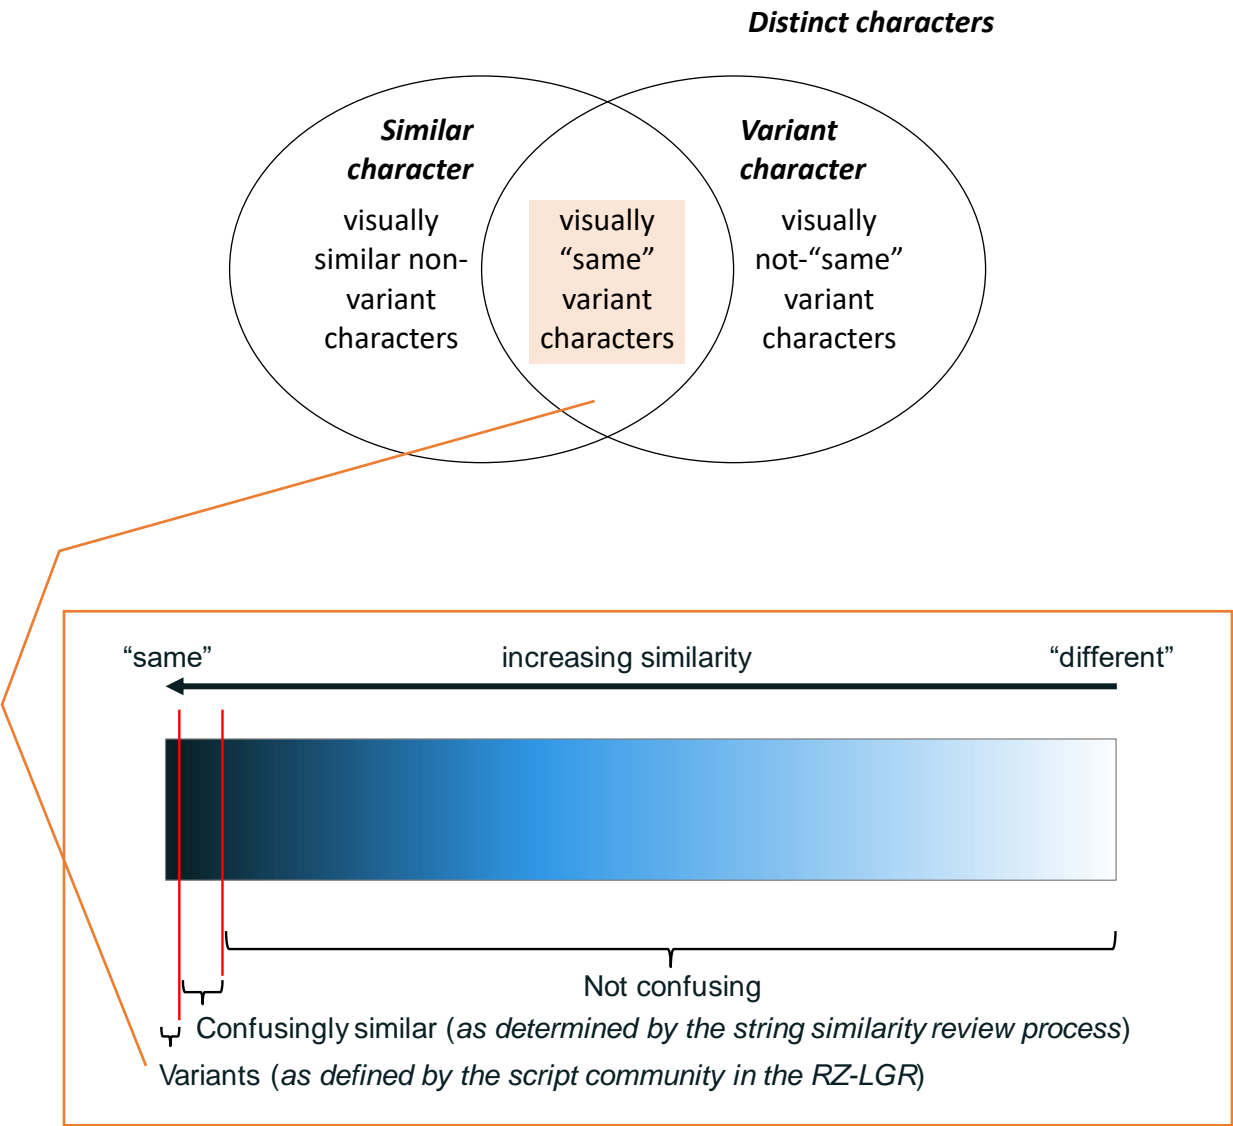 Distinct characters
Similar
character
visually
similar non-
variant
characters
visually
“same”
variant
characters
Variant
character
visually
not-“same”
variant
characters
“same”
increasing similarity
“different”
Not confusing
Confusingly similar (as determined by the string similarity review process)
Variants (as defined by the script community in the RZ-LGR)